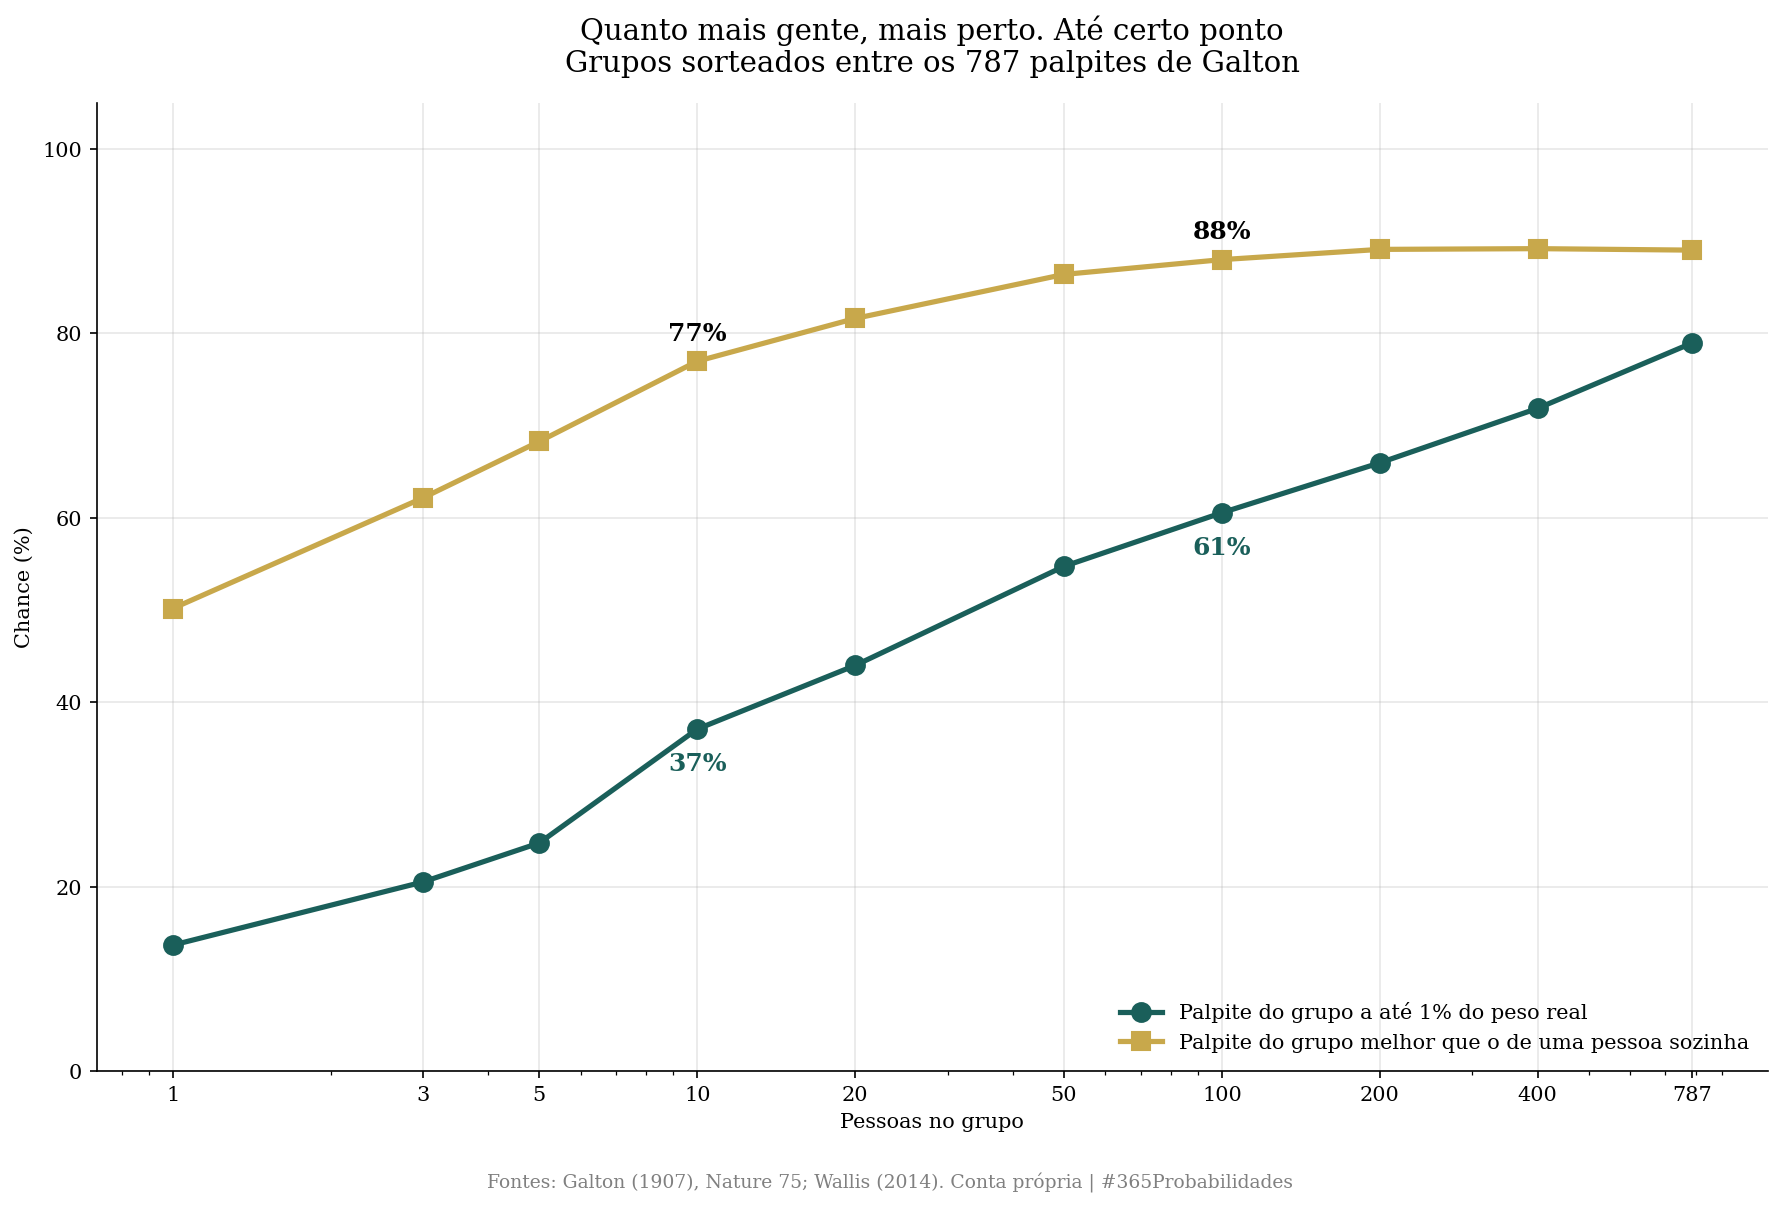 Quanto mais gente, mais perto. Até certo ponto
Grupos sorteados entre os 787 palpites de Galton
100
80
60
40
20
0
Chance (%)
77%
88%
37%
61%
Palpite do grupo a até 1% do peso real
Palpite do grupo melhor que o de uma pessoa sozinha
1 3 5 10 20 50 100 200 400 787
Pessoas no grupo
Fontes: Galton (1907), Nature 75; Wallis (2014). Conta própria | #365Probabilidades